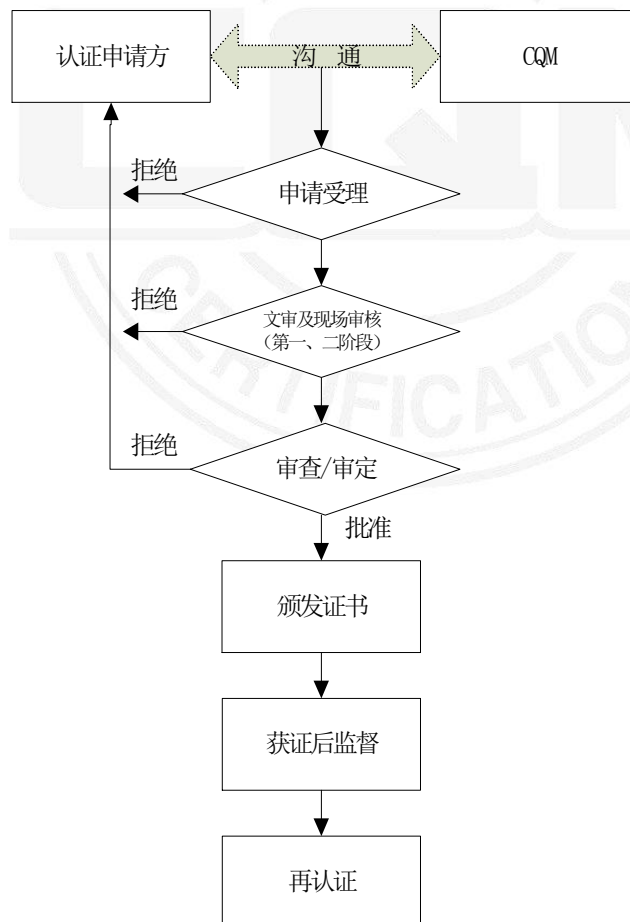 认证申请方
沟 通
CQM
拒绝
申请受理
拒绝
文审及现场审核
（第一、二阶段）
拒绝
审查/审定
批准
颁发证书
获证后监督
再认证
CERTIFICATION